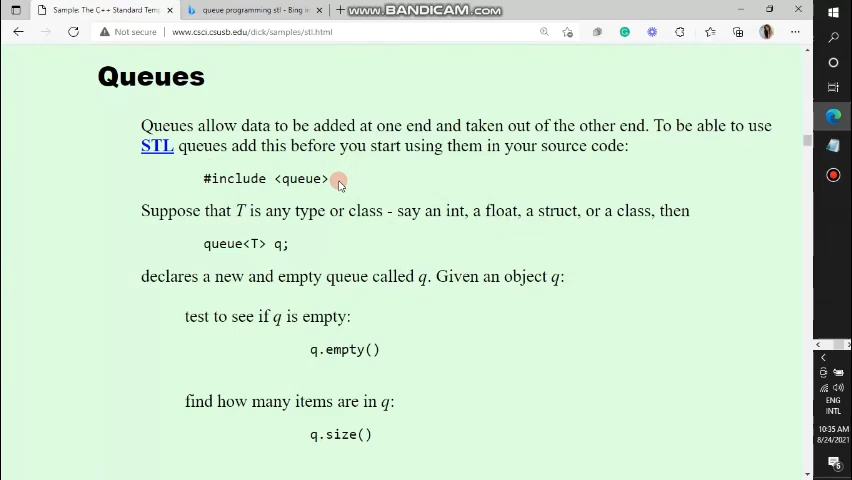 Sample: The C++ Standard Temp
queue programming stl - Bing
www.BANDICAM.com
Not secure
www.csci.csusb.edu/dick/samples/stl.html
Queues
Queues allow data to be added at one end and taken out of the other end. To be able to use
STL queues add this before you start using them in your source code:
#include <queue>
Suppose that T is any type or class - say an int, a float, a struct, or a class, then
queue<T> q;
declares a new and empty queue called q. Given an object q:
test to see if q is empty:
q.empty()
find how many items are in q:
q.size()
ENG
INTL
10:35 AM
8/24/2021